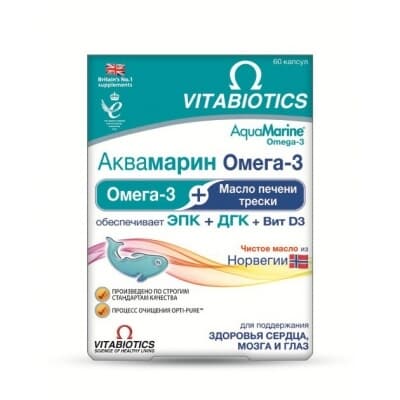 60 капсул
Britain's No.1
supplements
VITABIOTICS
AquaMarine®
Omega-3
Аквамарин Омега-3
Омега-3 + Масло печени
трески
обеспечивает ЭПК + ДГК + Вит D3
Чистое масло из
Норвегии
ПРОИЗВЕДЕНО ПО СТРОГИМ
СТАНДАРТАМ КАЧЕСТВА
ПРОЦЕСС ОЧИЩЕНИЯ OPTI-PURE™
VITABIOTICS
SCIENCE OF HEALTHY LIVING
для поддержания
ЗДОРОВЬЯ СЕРДЦА,
МОЗГА И ГЛАЗ